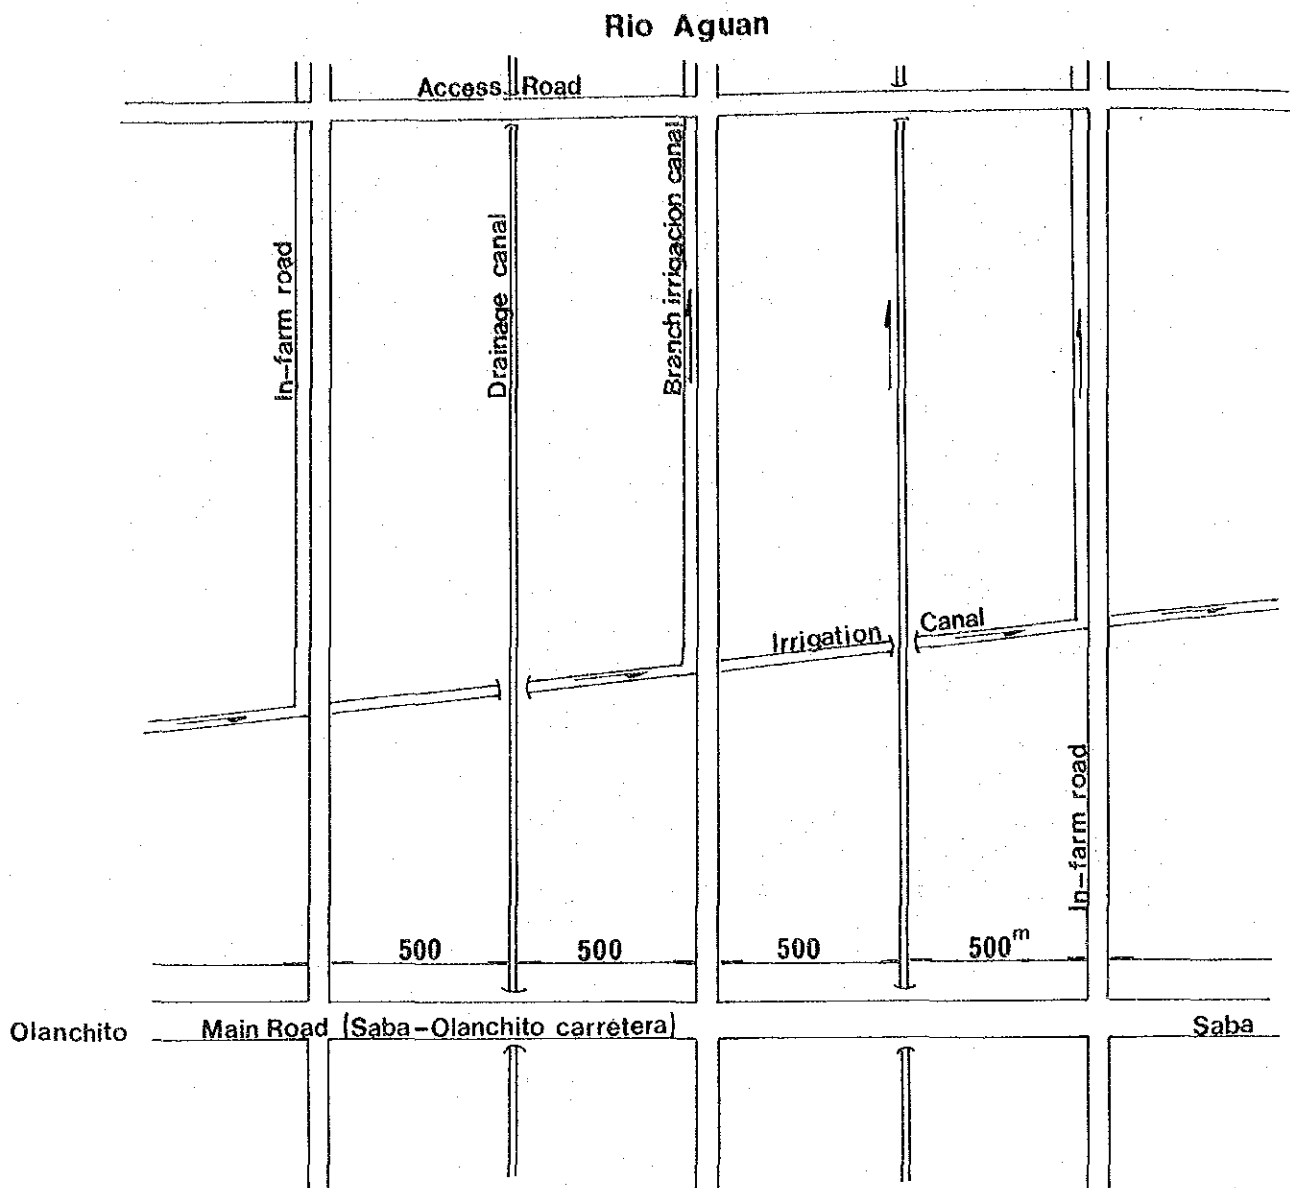 Rio Aguan
Access Road
In-farm road
Drainage canal
Branch irrigacion canal
Irrigation Canal
In-farm road
500 500 500 500m
Olanchito Main Road (Saba-Olanchito carrétera) Saba